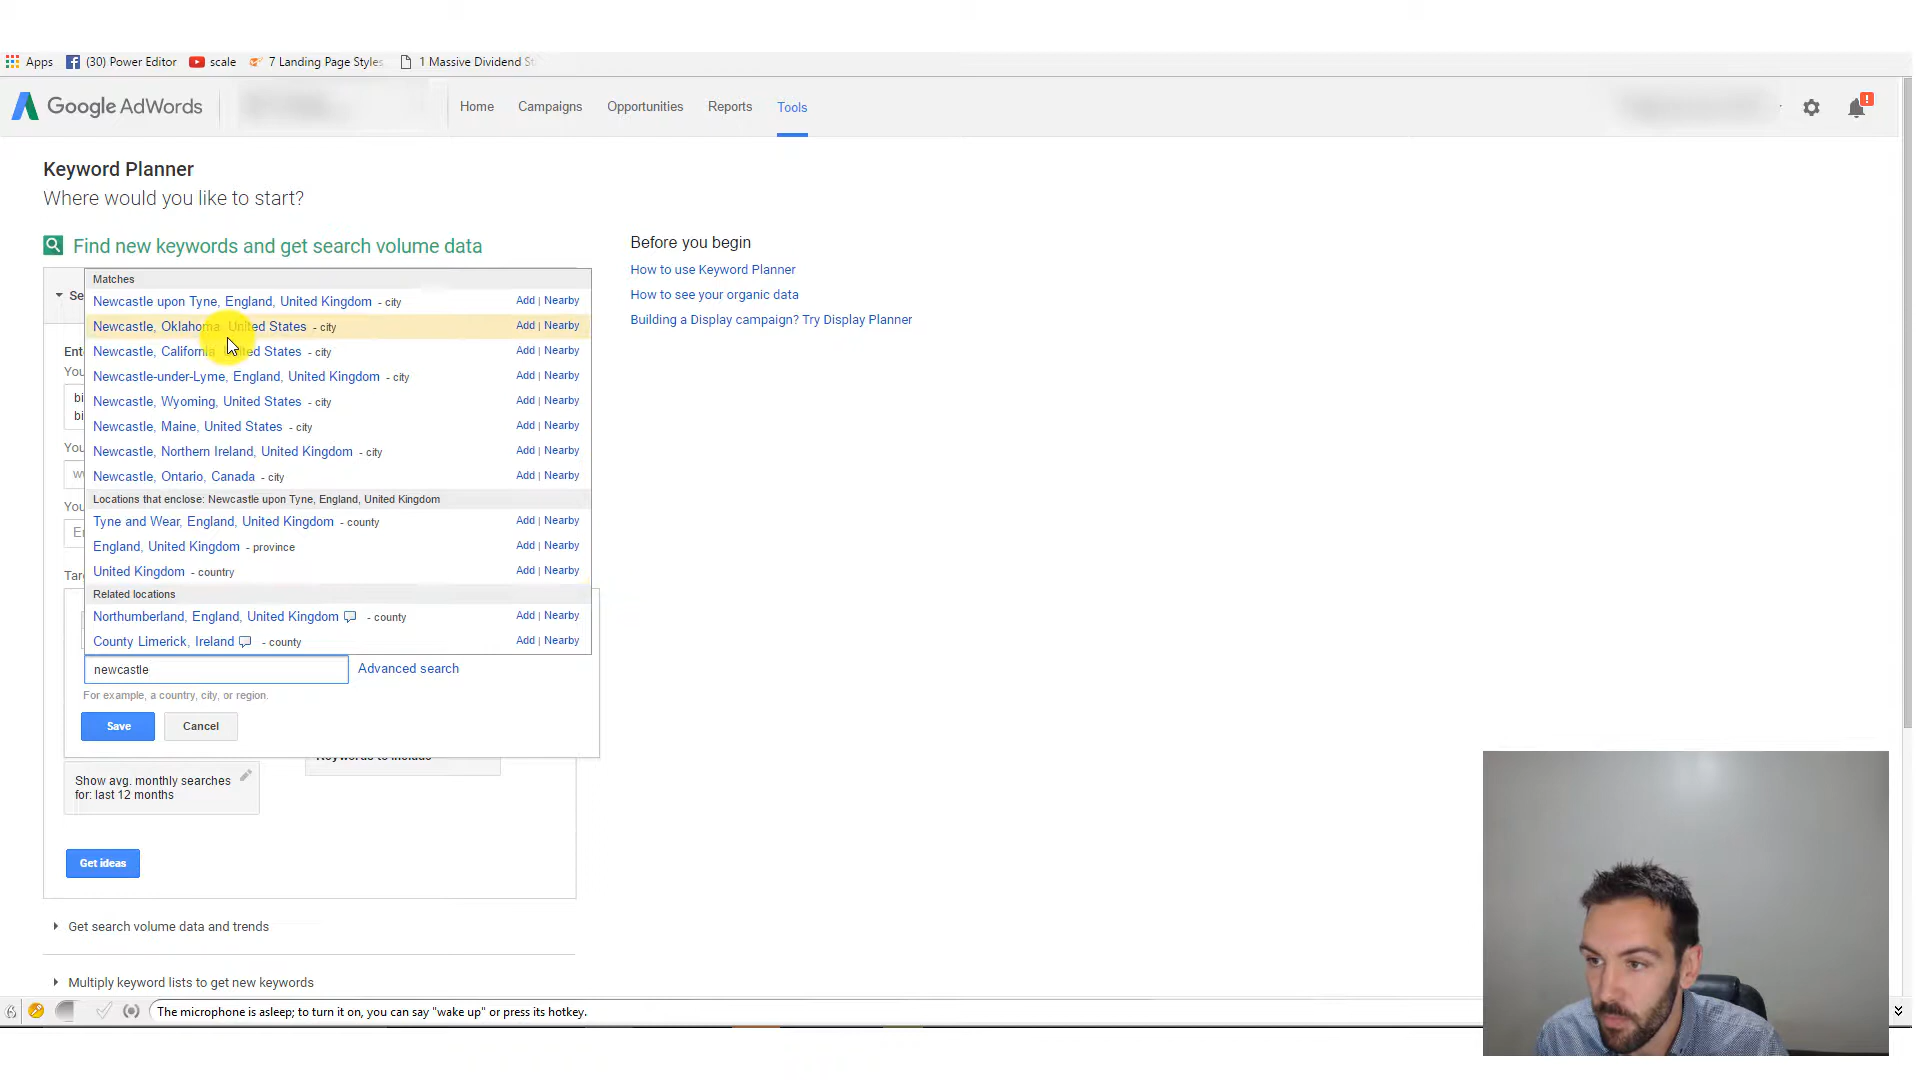 Apps (30) Power Editor scale 7 Landing Page Styles 1 Massive Dividend St
Google AdWords Home Campaigns Opportunities Reports Tools
Keyword Planner
Where would you like to start?
Find new keywords and get search volume data
Before you begin
How to use Keyword Planner
How to see your organic data
Building a Display campaign? Try Display Planner
Se
Matches
Newcastle upon Tyne, England, United Kingdom - city Add | Nearby
Newcastle, Oklahoma, United States - city Add | Nearby
Newcastle, California, United States - city Add | Nearby
Newcastle-under-Lyme, England, United Kingdom - city Add | Nearby
Newcastle, Wyoming, United States - city Add | Nearby
Newcastle, Maine, United States - city Add | Nearby
Newcastle, Northern Ireland, United Kingdom - city Add | Nearby
Newcastle, Ontario, Canada - city Add | Nearby
Locations that enclose: Newcastle upon Tyne, England, United Kingdom
Tyne and Wear, England, United Kingdom - county Add | Nearby
England, United Kingdom - province Add | Nearby
United Kingdom - country Add | Nearby
Related locations
Northumberland, England, United Kingdom - county Add | Nearby
County Limerick, Ireland - county Add | Nearby
newcastle Advanced search
For example, a country, city, or region.
Save Cancel
Keywords to include
Show avg. monthly searches
for: last 12 months
Get ideas
Get search volume data and trends
Multiply keyword lists to get new keywords
The microphone is asleep; to turn it on, you can say "wake up" or press its hotkey.